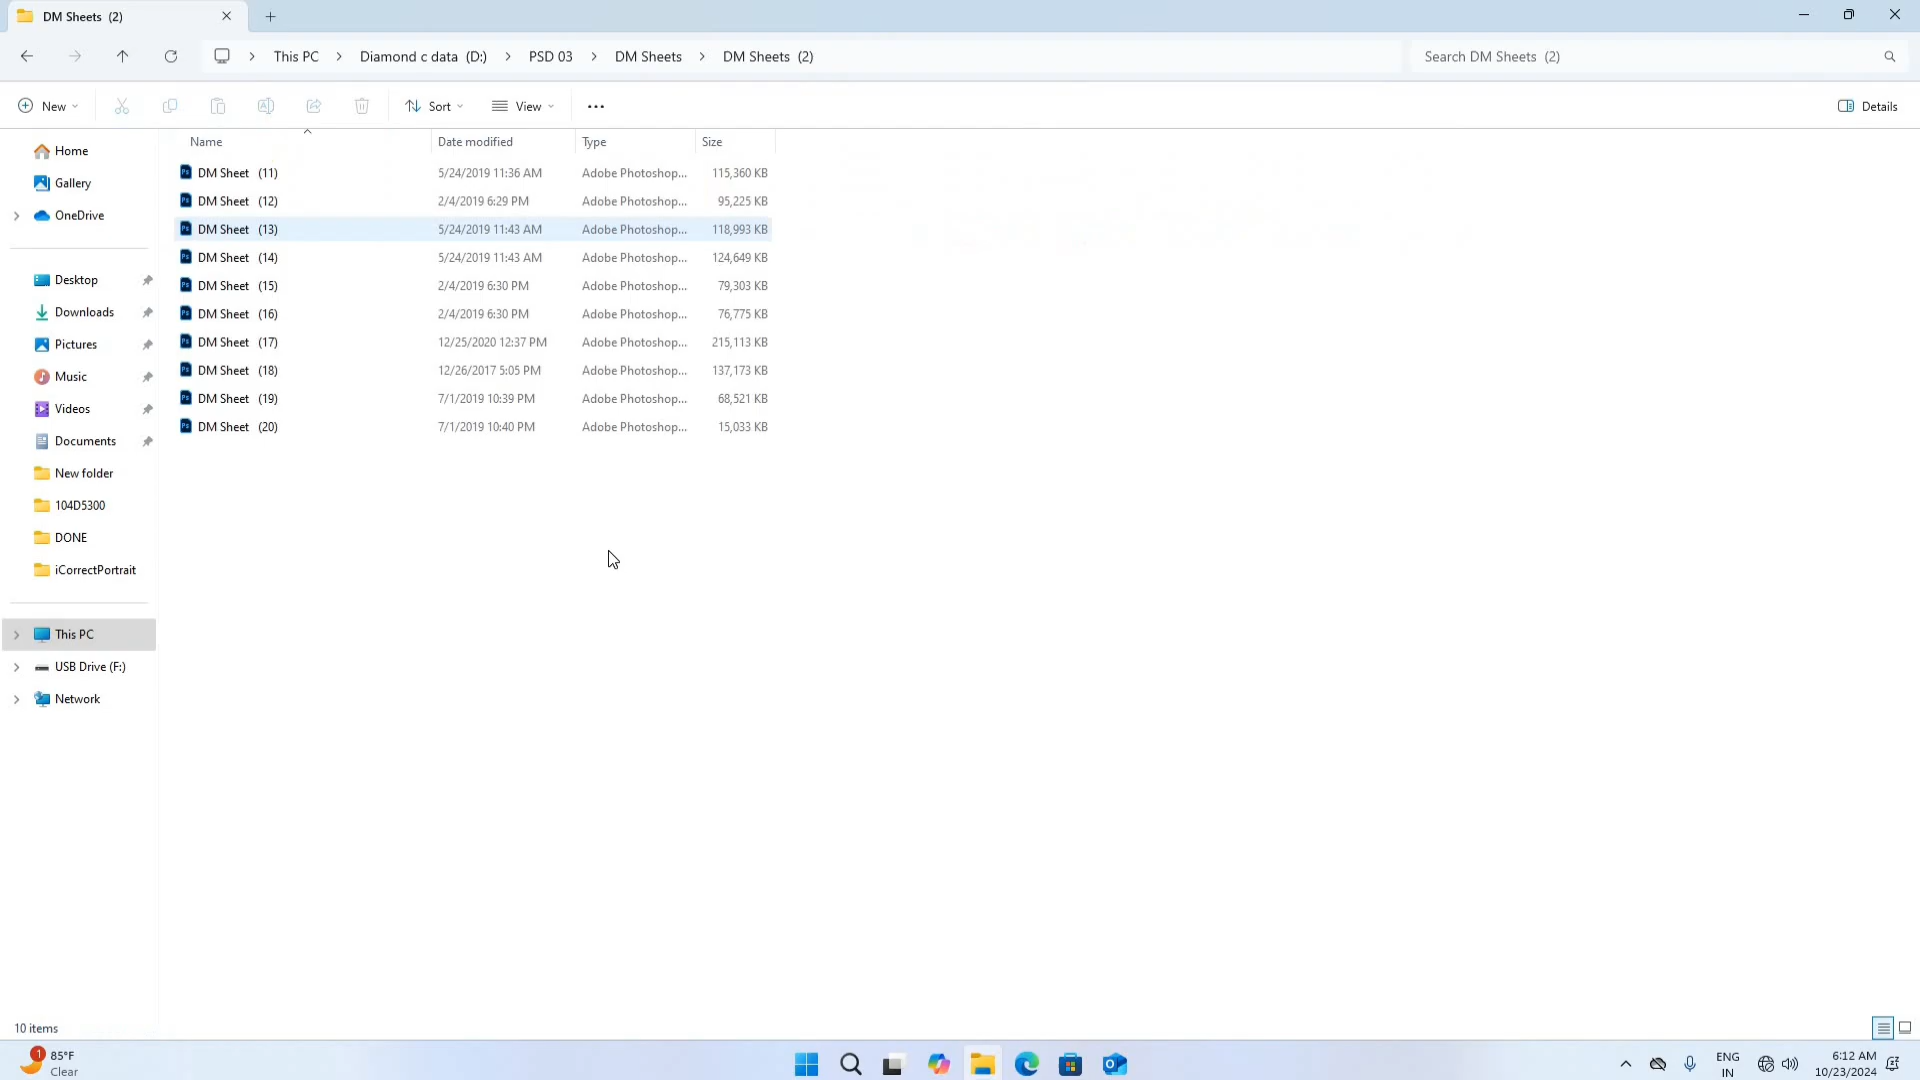 DM Sheets (2)
This PC > Diamond c data (D:) > PSD 03 > DM Sheets > DM Sheets (2)
Search DM Sheets (2)
New
Sort
View
Details
Home
Gallery
OneDrive
Desktop
Downloads
Pictures
Music
Videos
Documents
New folder
104D5300
DONE
iCorrectPortrait
This PC
USB Drive (F:)
Network
Name Date modified Type Size
DM Sheet (11) 5/24/2019 11:36 AM Adobe Photoshop... 115,360 KB
DM Sheet (12) 2/4/2019 6:29 PM Adobe Photoshop... 95,225 KB
DM Sheet (13) 5/24/2019 11:43 AM Adobe Photoshop... 118,993 KB
DM Sheet (14) 5/24/2019 11:43 AM Adobe Photoshop... 124,649 KB
DM Sheet (15) 2/4/2019 6:30 PM Adobe Photoshop... 79,303 KB
DM Sheet (16) 2/4/2019 6:30 PM Adobe Photoshop... 76,775 KB
DM Sheet (17) 12/25/2020 12:37 PM Adobe Photoshop... 215,113 KB
DM Sheet (18) 12/26/2017 5:05 PM Adobe Photoshop... 137,173 KB
DM Sheet (19) 7/1/2019 10:39 PM Adobe Photoshop... 68,521 KB
DM Sheet (20) 7/1/2019 10:40 PM Adobe Photoshop... 15,033 KB
10 items
1
85°F
Clear
ENG
IN
6:12 AM
10/23/2024